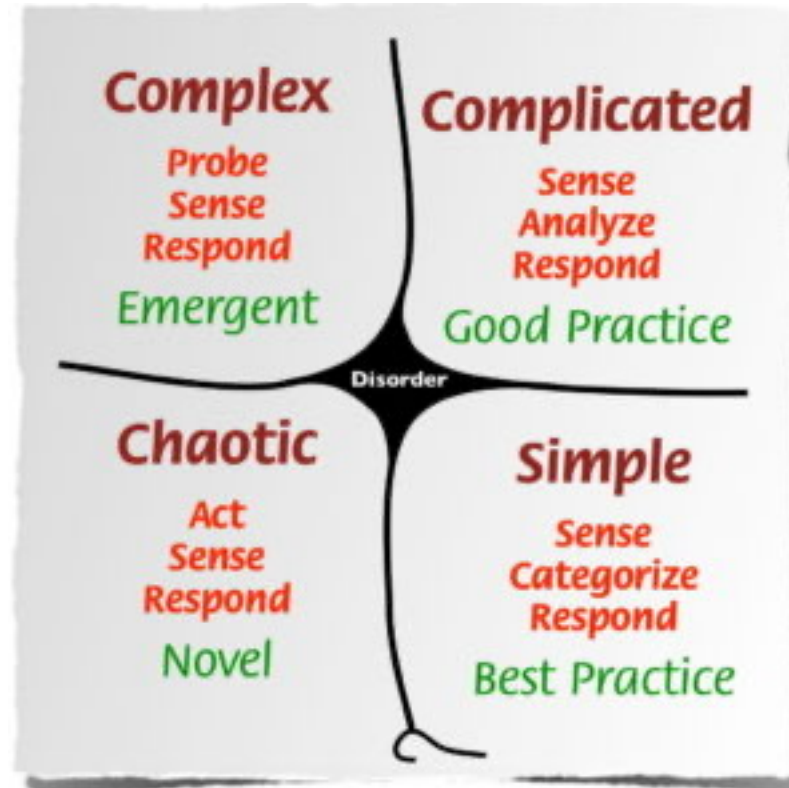 Complex
Probe
Sense
Respond
Emergent
Complicated
Sense
Analyze
Respond
Good Practice
Disorder
Chaotic
Act
Sense
Respond
Novel
Simple
Sense
Categorize
Respond
Best Practice